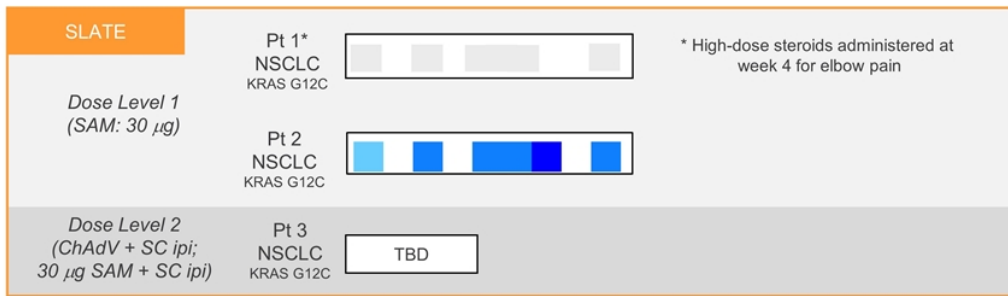 SLATE
Pt 1*
NSCLC
KRAS G12C
* High-dose steroids administered at
week 4 for elbow pain
Dose Level 1
(SAM: 30 μg)
Pt 2
NSCLC
KRAS G12C
Dose Level 2
(ChAdV + SC ipi;
30 μg SAM + SC ipi)
Pt 3
NSCLC
KRAS G12C
TBD